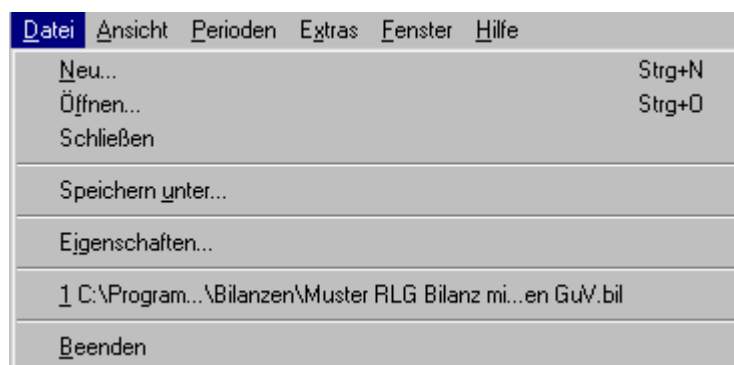 Datei Ansicht Perioden Extras Fenster Hilfe
Neu... Strg+N
Öffnen... Strg+O
Schließen
Speichern unter...
Eigenschaften...
1 C:\Program...\Bilanzen\Muster RLG Bilanz mi...en GuV.bil
Beenden